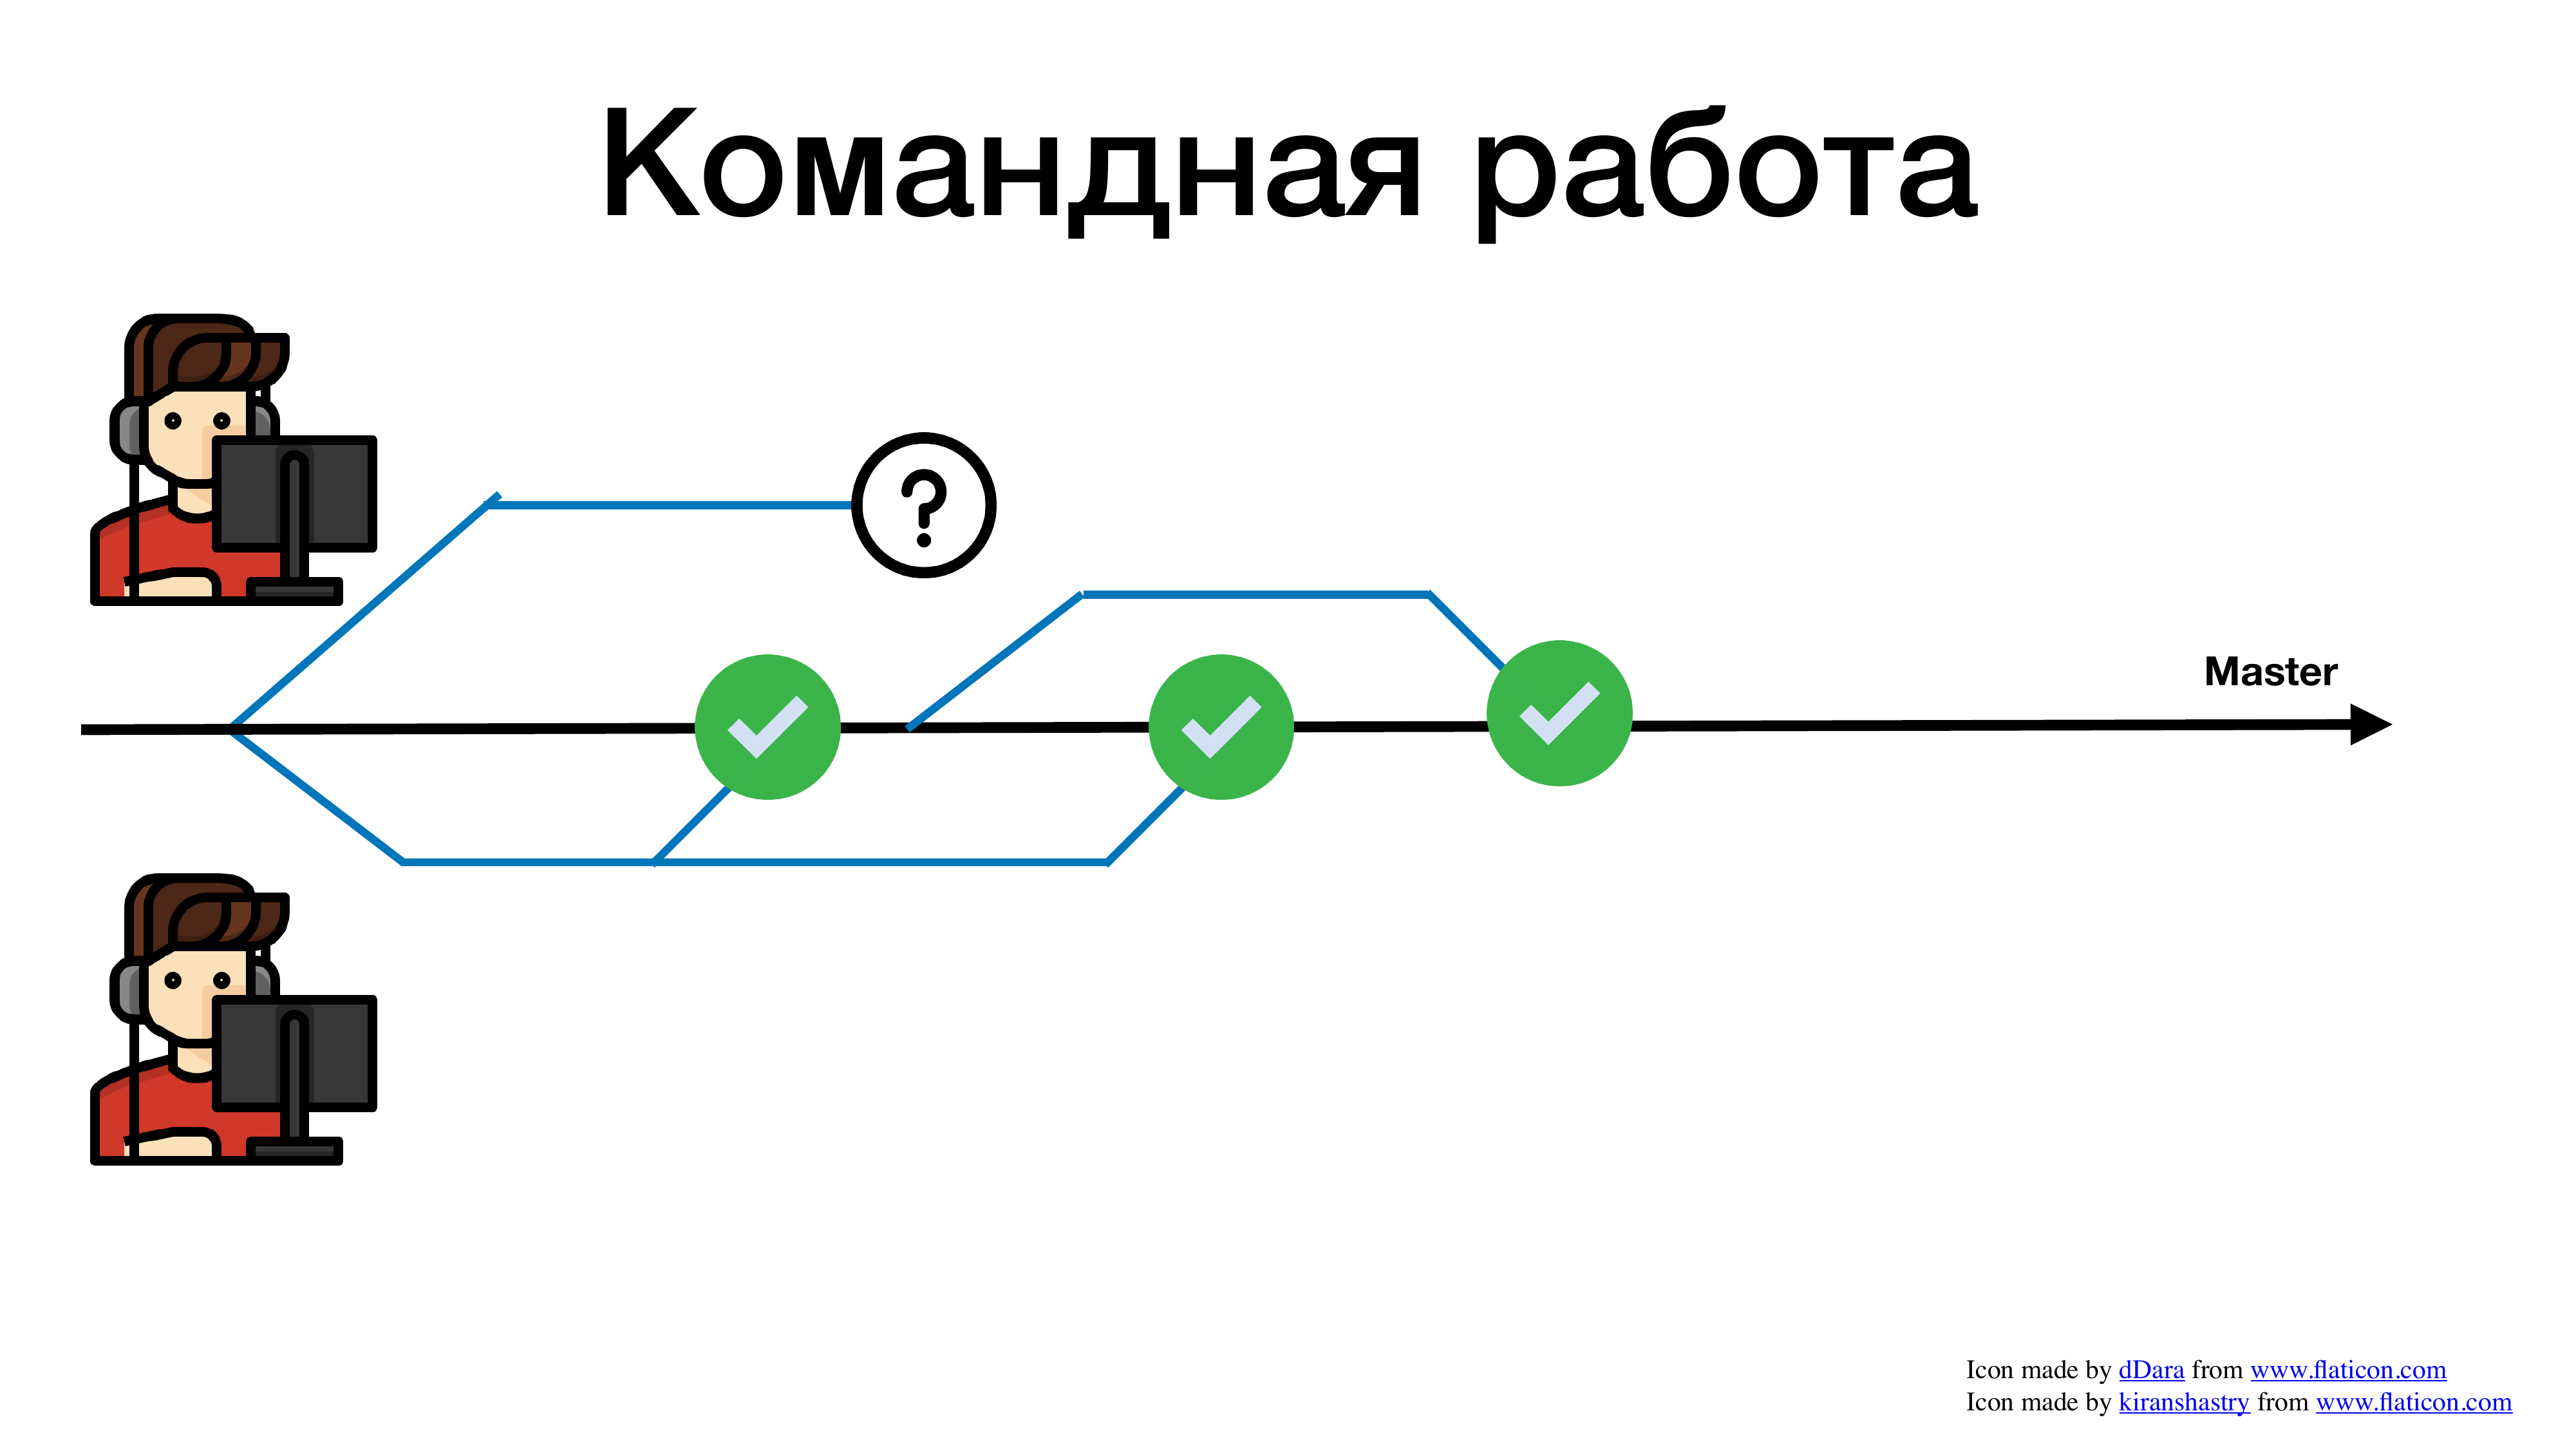 Командная работа
?
Master
Icon made by dDara from www.flaticon.com
Icon made by kiranshastry from www.flaticon.com